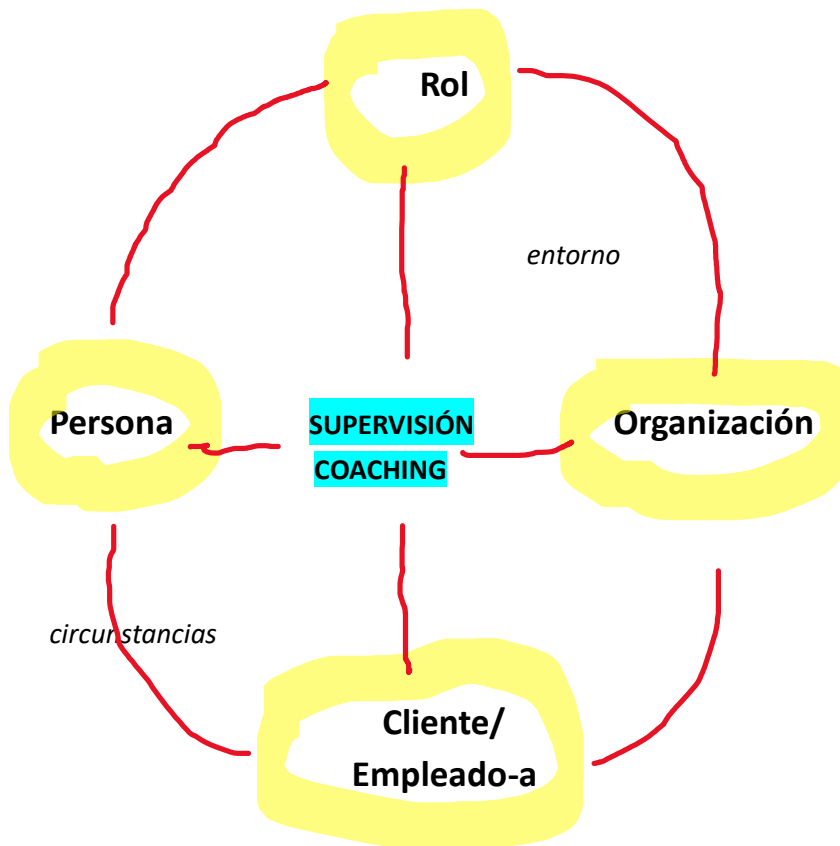 Rol
entorno
Persona
SUPERVISIÓN
COACHING
Organización
circunstancias
Cliente/
Empleado-a